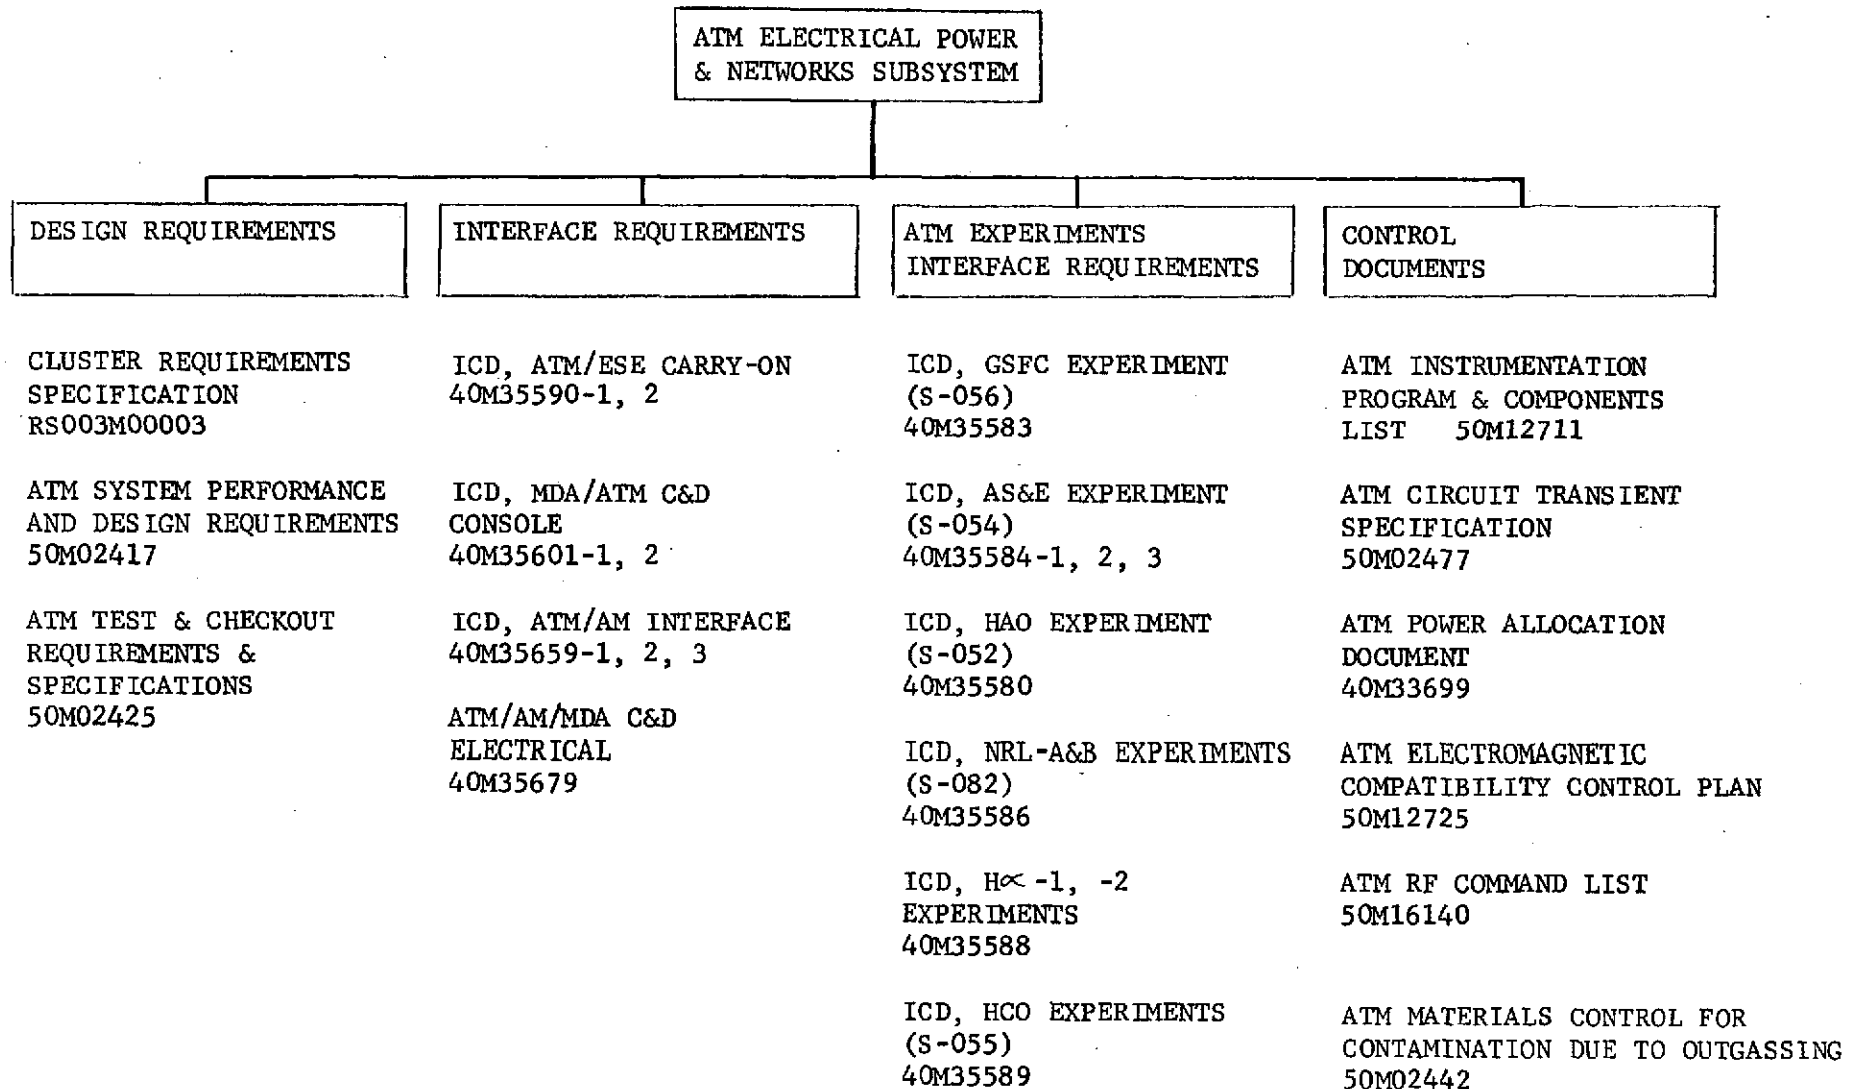 ATM ELECTRICAL POWER
& NETWORKS SUBSYSTEM
DESIGN REQUIREMENTS
CLUSTER REQUIREMENTS
SPECIFICATION
RS003M00003
ATM SYSTEM PERFORMANCE
AND DESIGN REQUIREMENTS
50M02417
ATM TEST & CHECKOUT
REQUIREMENTS &
SPECIFICATIONS
50M02425
INTERFACE REQUIREMENTS
ICD, ATM/ESE CARRY-ON
40M35590-1, 2
ICD, MDA/ATM C&D
CONSOLE
40M35601-1, 2
ICD, ATM/AM INTERFACE
40M35659-1, 2, 3
ATM/AM/MDA C&D
ELECTRICAL
40M35679
ATM EXPERIMENTS
INTERFACE REQUIREMENTS
ICD, GSFC EXPERIMENT
(S-056)
40M35583
ICD, AS&E EXPERIMENT
(S-054)
40M35584-1, 2, 3
ICD, HAO EXPERIMENT
(S-052)
40M35580
ICD, NRL-A&B EXPERIMENTS
(S-082)
40M35586
ICD, H∝ -1, -2
EXPERIMENTS
40M35588
ICD, HCO EXPERIMENTS
(S-055)
40M35589
CONTROL
DOCUMENTS
ATM INSTRUMENTATION
PROGRAM & COMPONENTS
LIST 50M12711
ATM CIRCUIT TRANSIENT
SPECIFICATION
50M02477
ATM POWER ALLOCATION
DOCUMENT
40M33699
ATM ELECTROMAGNETIC
COMPATIBILITY CONTROL PLAN
50M12725
ATM RF COMMAND LIST
50M16140
ATM MATERIALS CONTROL FOR
CONTAMINATION DUE TO OUTGASSING
50M02442